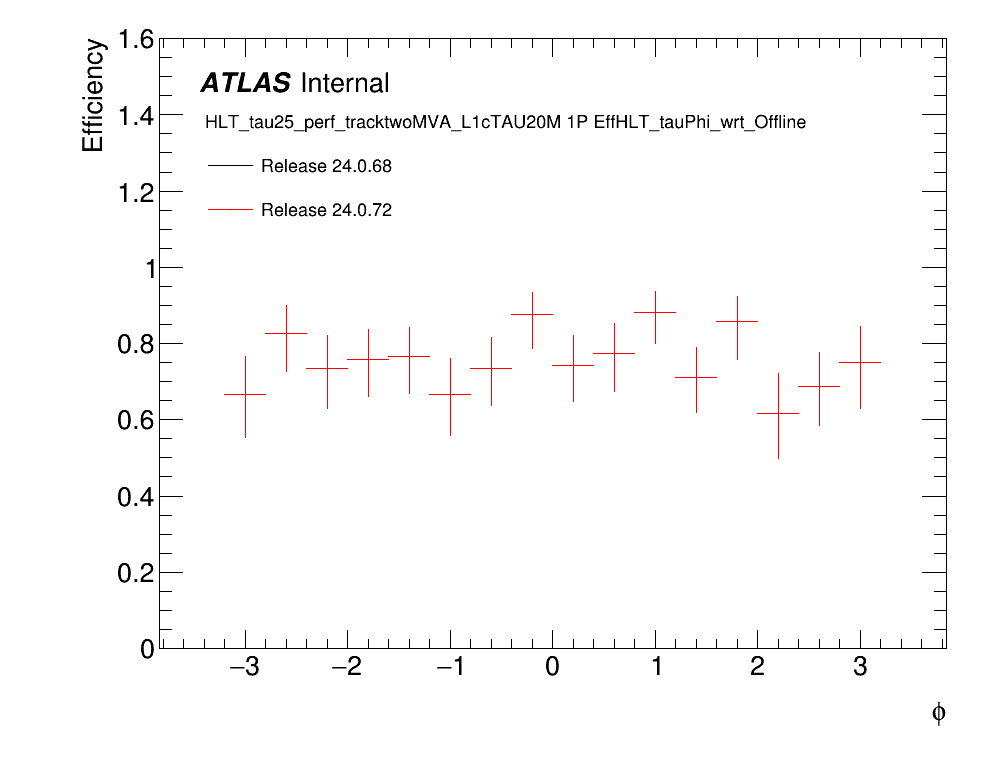 Efficiency
1.6
1.4
1.2
1
0.8
0.6
0.4
0.2
0
ATLAS Internal
HLT_tau25_perf_tracktwoMVA_L1cTAU20M 1P EffHLT_tauPhi_wrt_Offline
Release 24.0.68
Release 24.0.72
−3 −2 −1 0 1 2 3
ϕ